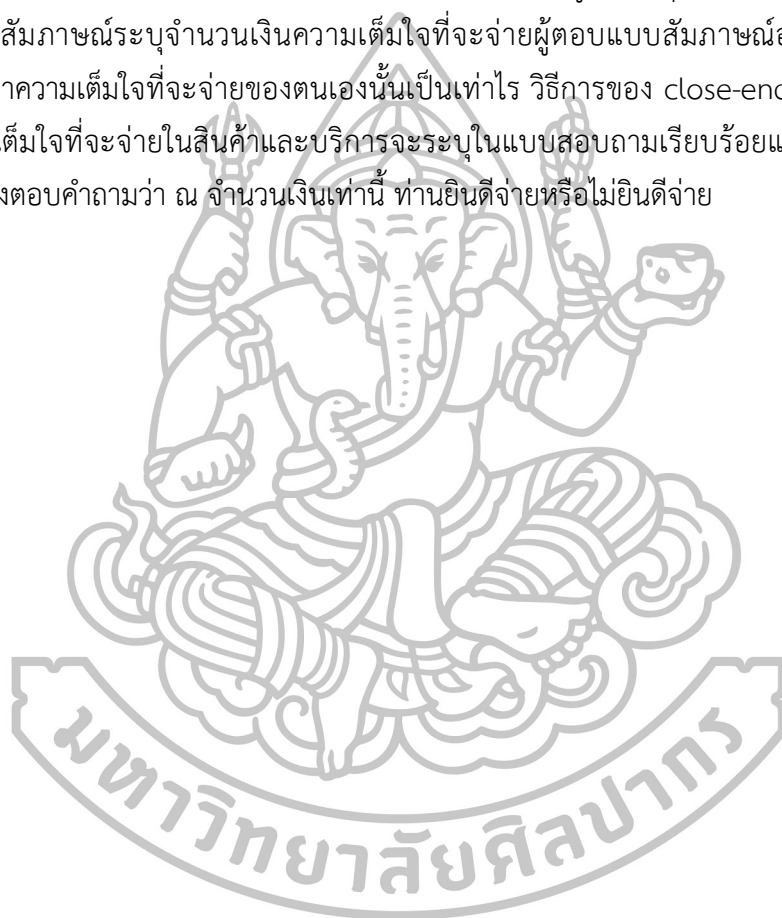 สัมภาษณ์ระบุจำนวนเงินความเต็มใจที่จะจ่ายผู้ตอบแบบสัมภาษณ์
าความเต็มใจที่จะจ่ายของตนเองนั้นเป็นเท่าไร วิธีการของ close-end
เต็มใจที่จะจ่ายในสินค้าและบริการจะระบุในแบบสอบถามเรียบร้อย
งตอบคำถามว่า ณ จำนวนเงินเท่านี้ ท่านยินดีจ่ายหรือไม่ยินดีจ่าย
มหาวิทยาลัยศิลปากร